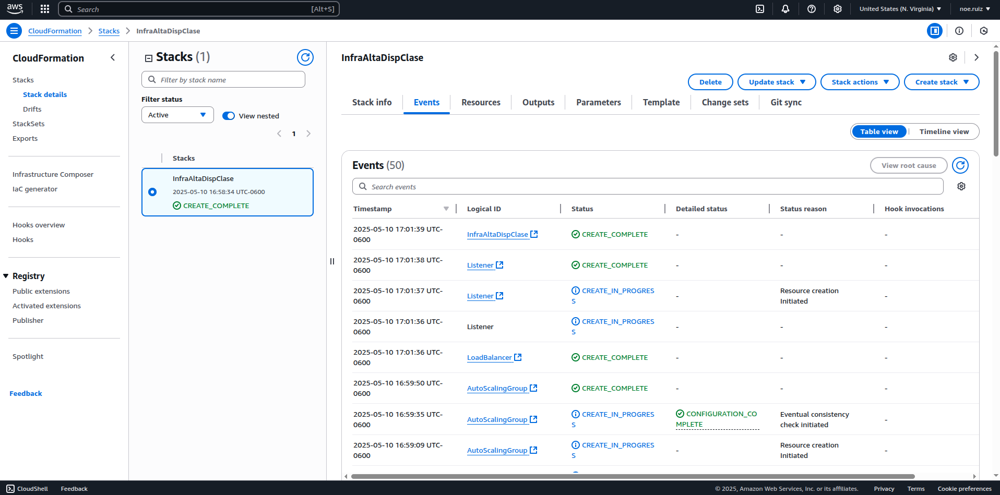 aws
Search [Alt+S]
United States (N. Virginia)
noe.ruiz
CloudFormation
Stacks
InfraAltaDispClase
CloudFormation
Stacks
Stack details
Drifts
StackSets
Exports
Infrastructure Composer
IaC generator
Hooks overview
Hooks
Registry
Public extensions
Activated extensions
Publisher
Spotlight
Feedback
Stacks (1)
Filter by stack name
Filter status
Active
View nested
1
Stacks
InfraAltaDispClase
2025-05-10 16:58:34 UTC-0600
CREATE_COMPLETE
InfraAltaDispClase
Delete
Update stack
Stack actions
Create stack
Stack info
Events
Resources
Outputs
Parameters
Template
Change sets
Git sync
Table view
Timeline view
Events (50)
View root cause
Search events
Timestamp
Logical ID
Status
Detailed status
Status reason
Hook invocations
2025-05-10 17:01:39 UTC-
0600
InfraAltaDispClase
CREATE_COMPLETE
-
-
-
2025-05-10 17:01:38 UTC-
0600
Listener
CREATE_COMPLETE
-
-
-
2025-05-10 17:01:37 UTC-
0600
Listener
CREATE_IN_PROGRES
S
-
Resource creation
Initiated
-
2025-05-10 17:01:36 UTC-
0600
Listener
CREATE_IN_PROGRES
S
-
-
-
2025-05-10 17:01:36 UTC-
0600
LoadBalancer
CREATE_COMPLETE
-
-
-
2025-05-10 16:59:50 UTC-
0600
AutoScalingGroup
CREATE_COMPLETE
-
-
-
2025-05-10 16:59:35 UTC-
0600
AutoScalingGroup
CREATE_IN_PROGRES
S
CONFIGURATION_CO
MPLETE
Eventual consistency
check initiated
-
2025-05-10 16:59:09 UTC-
0600
AutoScalingGroup
CREATE_IN_PROGRES
S
-
Resource creation
Initiated
-
CloudShell
Feedback
© 2025, Amazon Web Services, Inc. or its affiliates.
Privacy
Terms
Cookie preferences